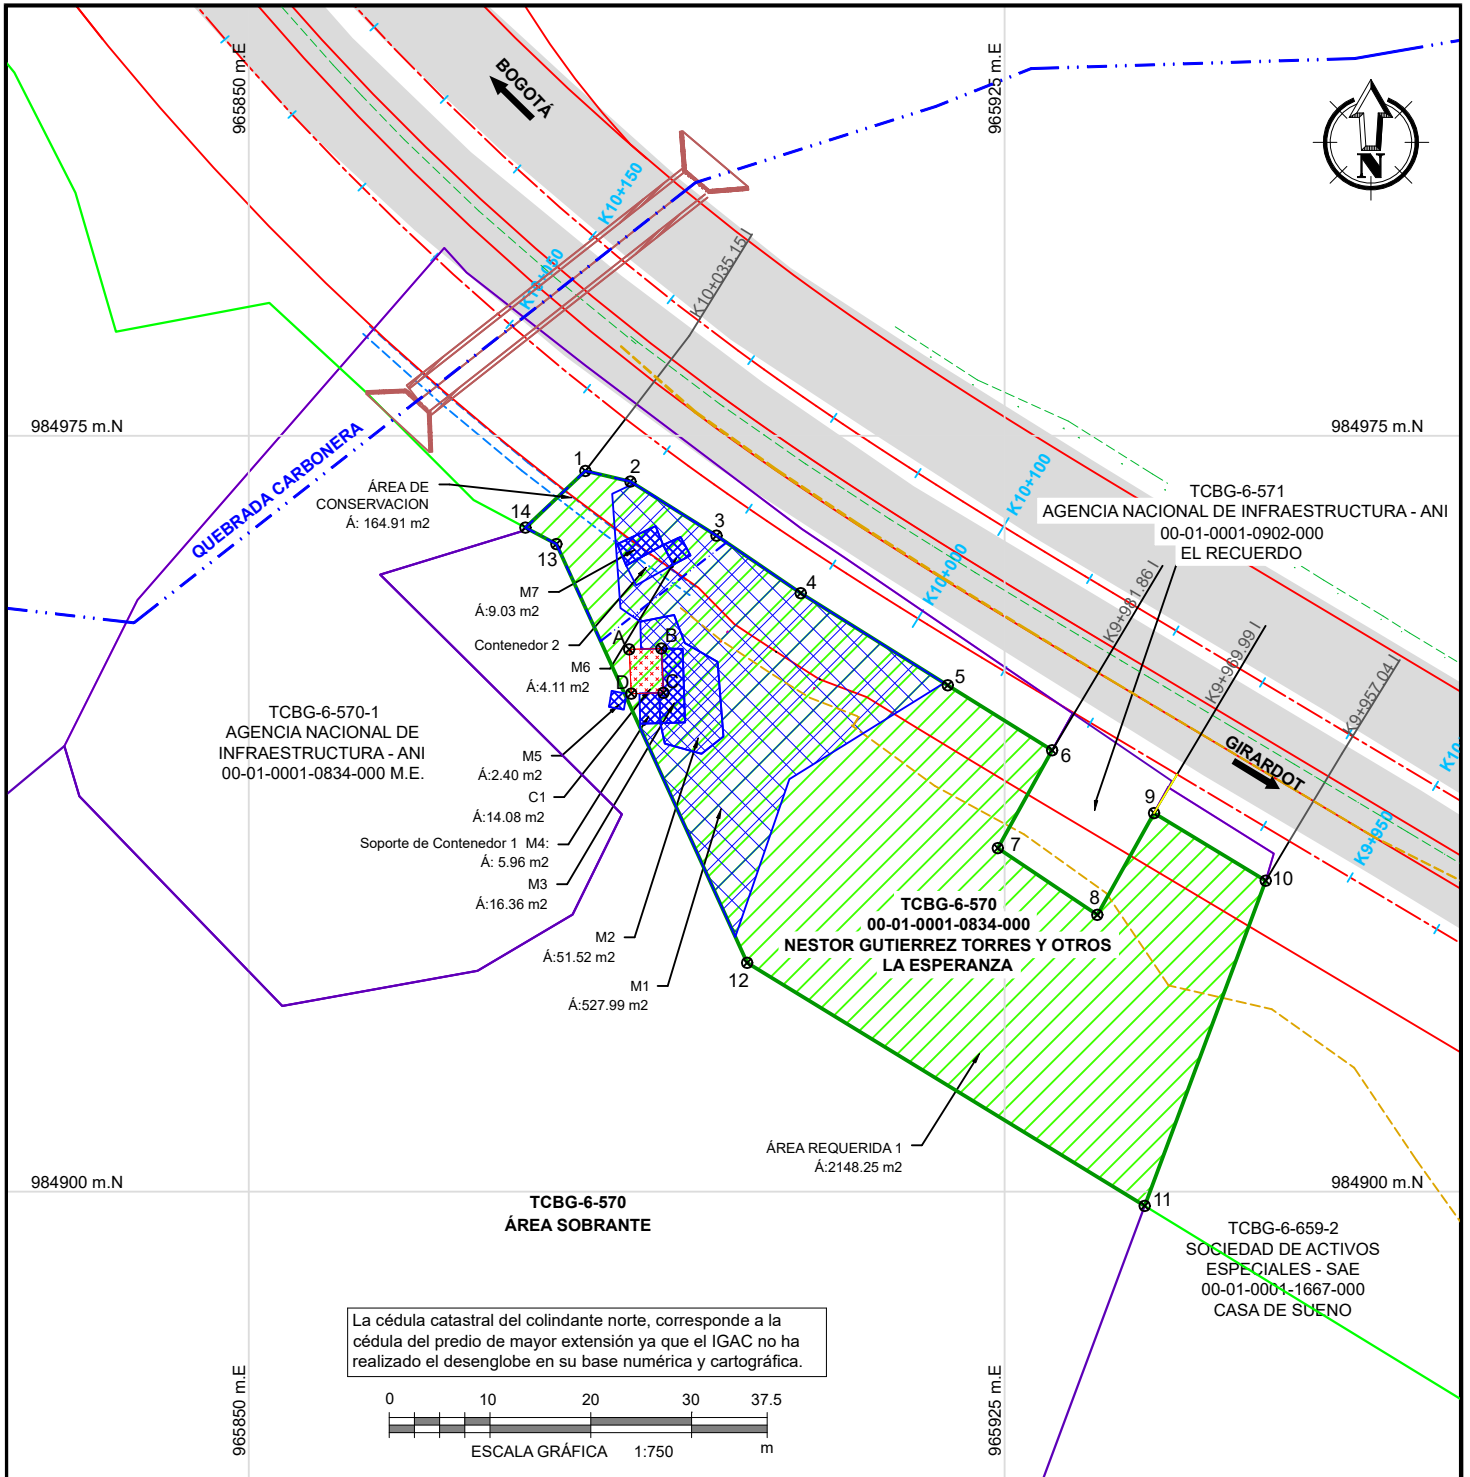 965850 m.E
965925 m.E
BOGOTÁ
N
K10+150
K10+050
K10+035.15 I
984975 m.N
984975 m.N
QUEBRADA CARBONERA
ÁREA DE
CONSERVACION
Á: 164.91 m2
1
2
3
4
5
6
7
8
9
10
11
12
13
14
K10+100
K10+000
TCBG-6-571
AGENCIA NACIONAL DE INFRAESTRUCTURA - ANI
00-01-0001-0902-000
EL RECUERDO
K9+981.86 I
K9+969.99 I
K9+957.04 I
K9+950
K10
GIRARDOT
M7
Á:9.03 m2
Contenedor 2
M6
Á:4.11 m2
A
B
C
D
TCBG-6-570-1
AGENCIA NACIONAL DE
INFRAESTRUCTURA - ANI
00-01-0001-0834-000 M.E.
M5
Á:2.40 m2
C1
Á:14.08 m2
Soporte de Contenedor 1 M4:
Á: 5.96 m2
M3
Á:16.36 m2
M2
Á:51.52 m2
M1
Á:527.99 m2
TCBG-6-570
00-01-0001-0834-000
NESTOR GUTIERREZ TORRES Y OTROS
LA ESPERANZA
ÁREA REQUERIDA 1
Á:2148.25 m2
984900 m.N
984900 m.N
TCBG-6-570
ÁREA SOBRANTE
TCBG-6-659-2
SOCIEDAD DE ACTIVOS
ESPECIALES - SAE
00-01-0001-1667-000
CASA DE SUENO
La cédula catastral del colindante norte, corresponde a la
cédula del predio de mayor extensión ya que el IGAC no ha
realizado el desenglobe en su base numérica y cartográfica.
0 10 20 30 37.5
ESCALA GRÁFICA 1:750 m
965850 m.E
965925 m.E